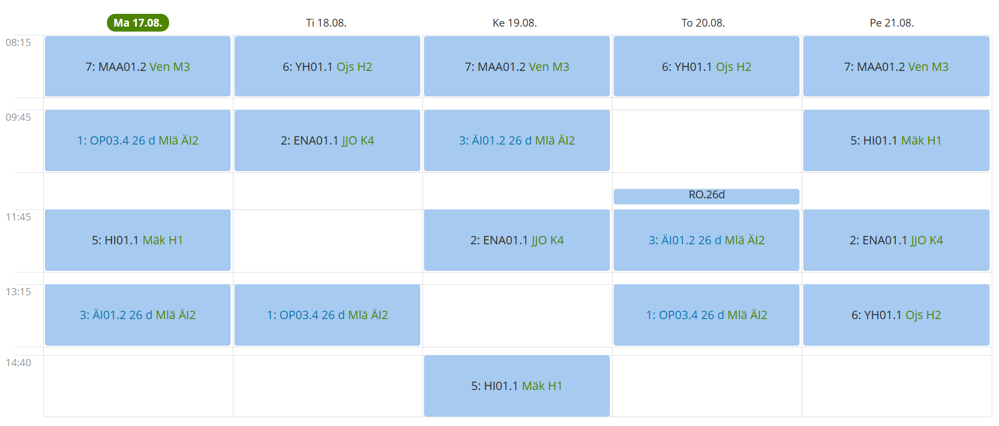 Ma 17.08. Ti 18.08. Ke 19.08. To 20.08. Pe 21.08.
08:15
7: MAA01.2 Ven M3
6: YH01.1 Ojs H2
7: MAA01.2 Ven M3
6: YH01.1 Ojs H2
7: MAA01.2 Ven M3
09:45
1: OP03.4 26 d Mlä ÄI2
2: ENA01.1 JJO K4
3: ÄI01.2 26 d Mlä ÄI2
5: HI01.1 Mäk H1
RO.26d
11:45
5: HI01.1 Mäk H1
2: ENA01.1 JJO K4
3: ÄI01.2 26 d Mlä ÄI2
2: ENA01.1 JJO K4
13:15
3: ÄI01.2 26 d Mlä ÄI2
1: OP03.4 26 d Mlä ÄI2
1: OP03.4 26 d Mlä ÄI2
6: YH01.1 Ojs H2
14:40
5: HI01.1 Mäk H1